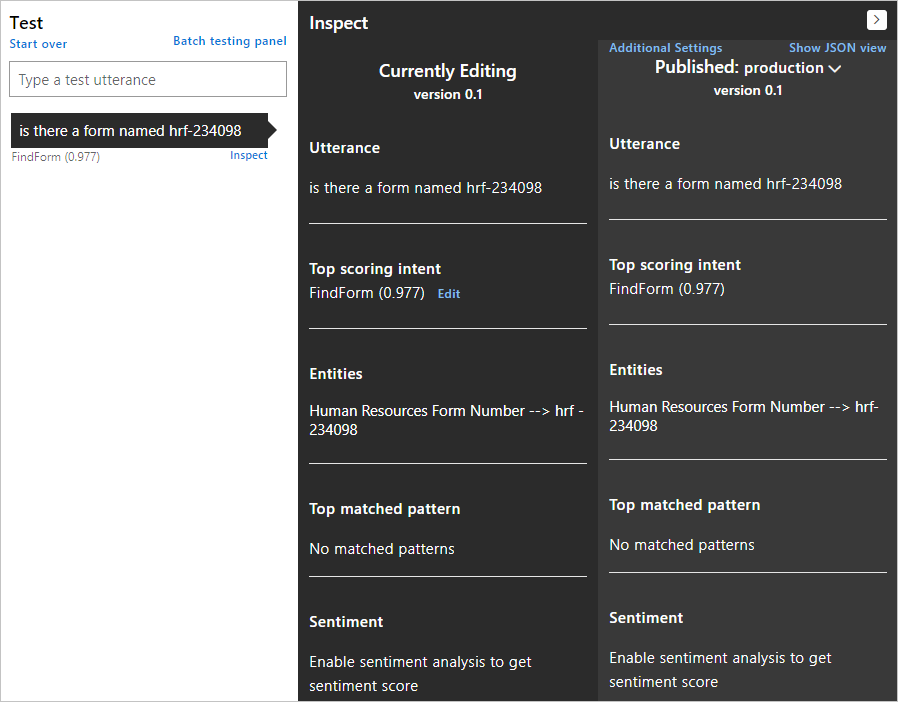 Test
Start over
Batch testing panel
Type a test utterance
is there a form named hrf-234098
FindForm (0.977)
Inspect
Inspect
Currently Editing
version 0.1
Utterance
is there a form named hrf-234098
Top scoring intent
FindForm (0.977) Edit
Entities
Human Resources Form Number --> hrf -
234098
Top matched pattern
No matched patterns
Sentiment
Enable sentiment analysis to get
sentiment score
Additional Settings
Show JSON view
Published: production
version 0.1
Utterance
is there a form named hrf-234098
Top scoring intent
FindForm (0.977)
Entities
Human Resources Form Number --> hrf-
234098
Top matched pattern
No matched patterns
Sentiment
Enable sentiment analysis to get
sentiment score